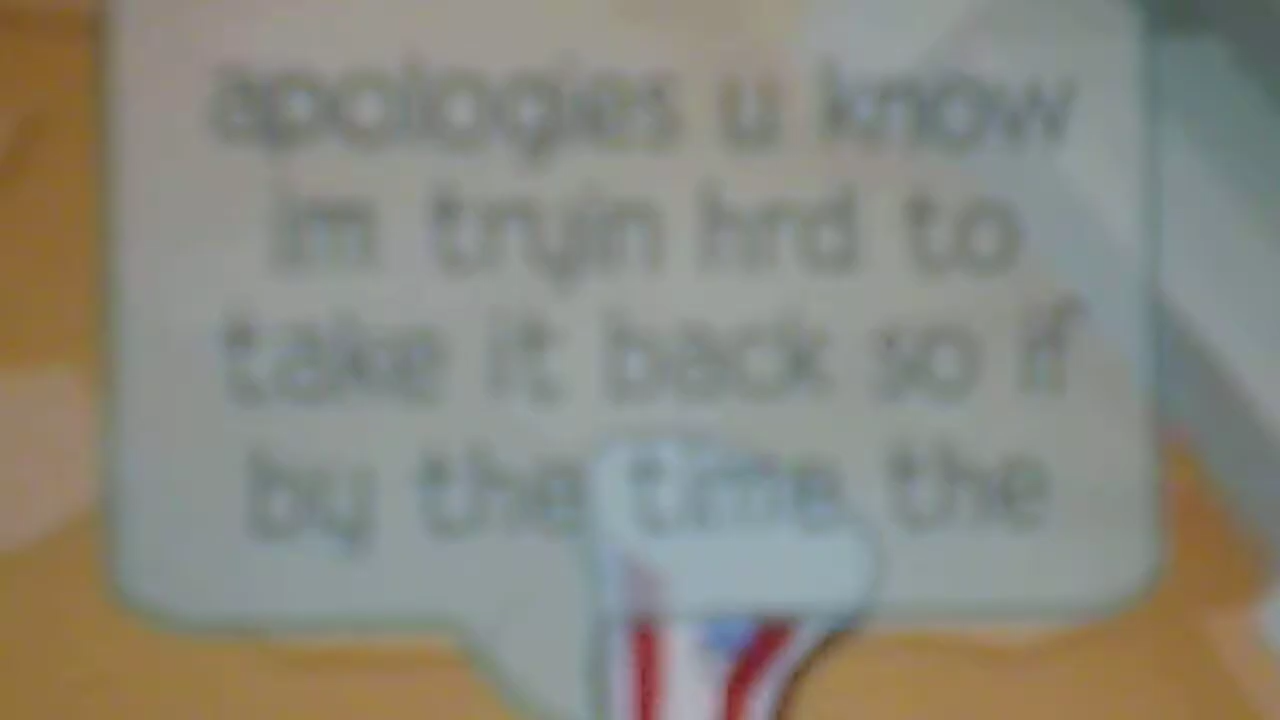 apologies u know
im tryin hrd to
take it back so if
by the time the